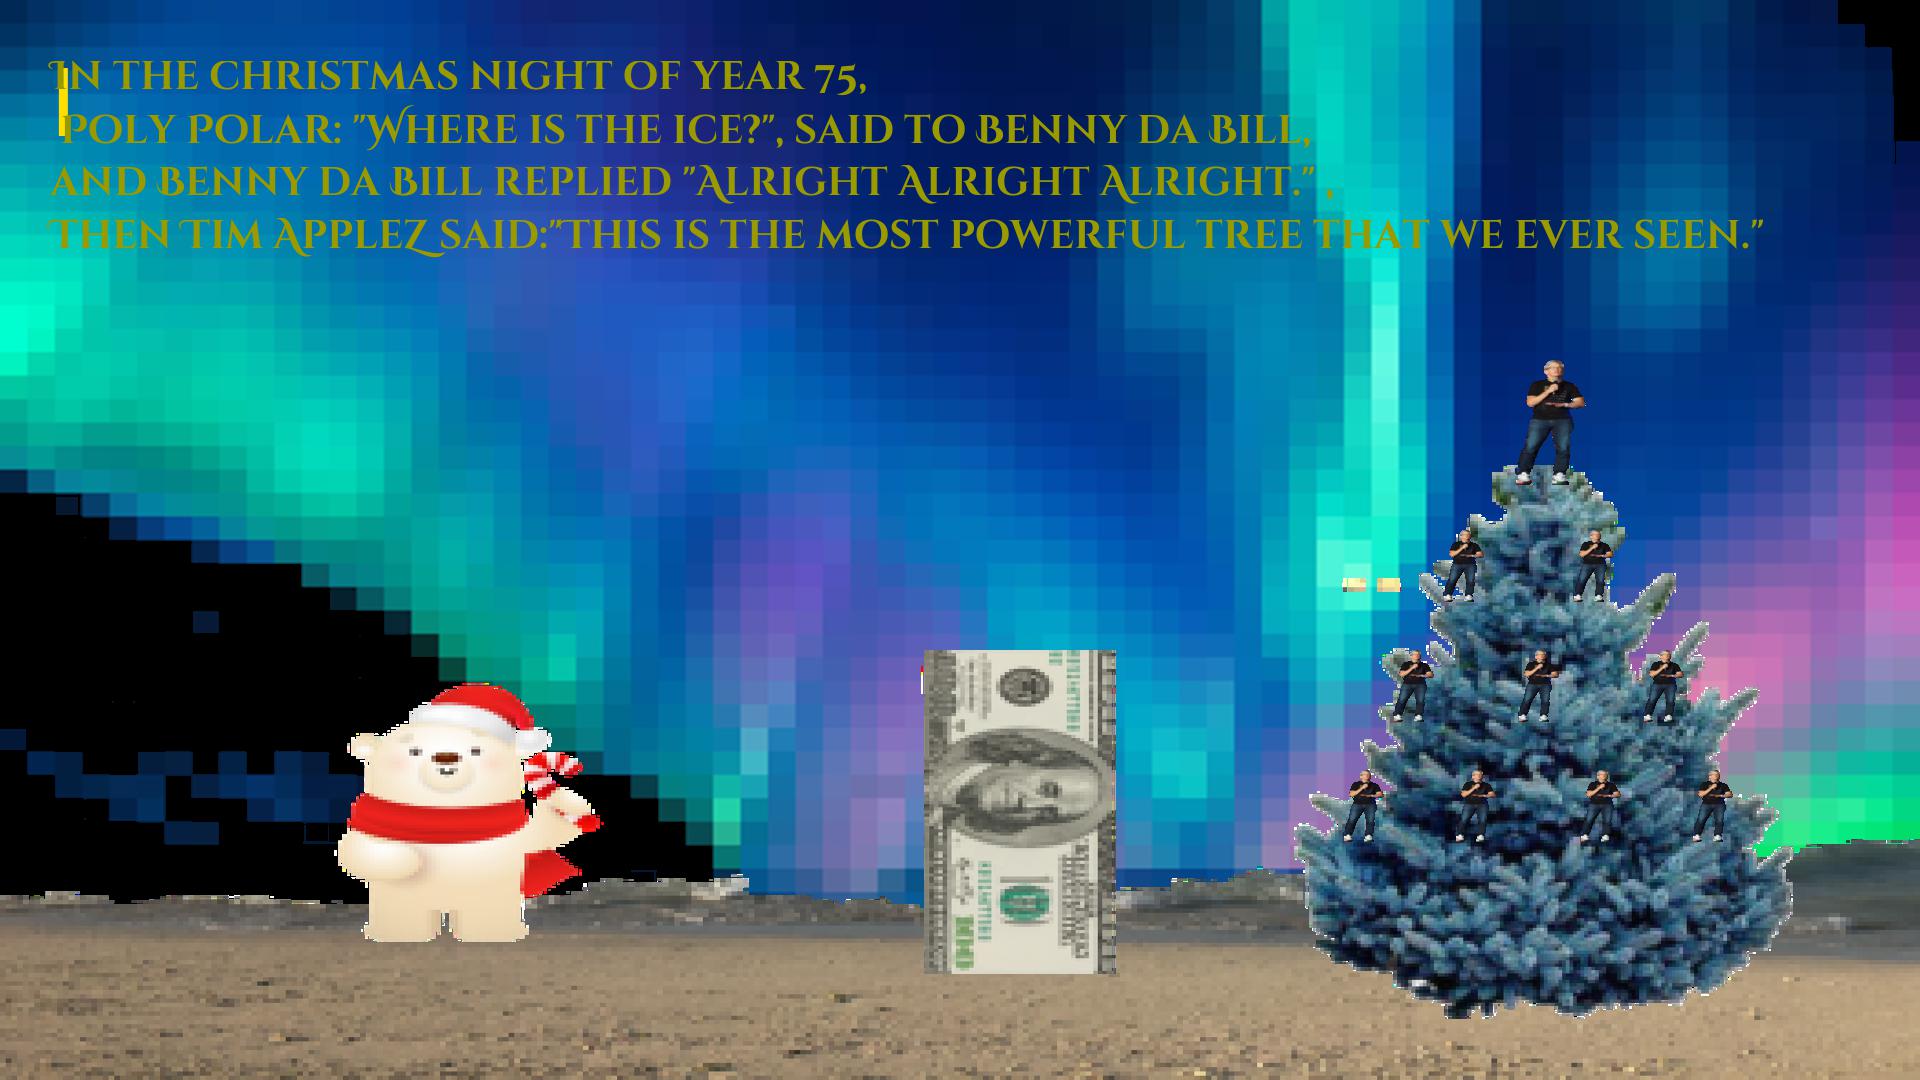 In the Christmas night of year 75,
Poly Polar: "Where is the ice?", said to Benny da Bill,
and Benny da Bill replied "Alright Alright Alright." ,
Then Tim Applez said:"This is the most powerful tree that we ever seen."